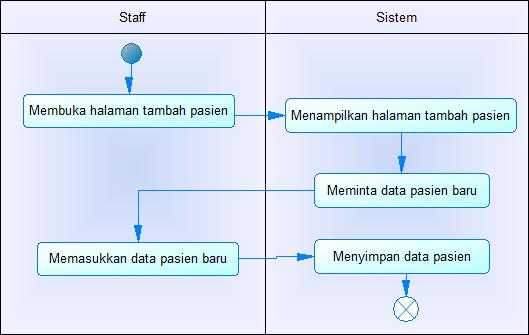 Staff
Sistem
Membuka halaman tambah pasien
Menampilkan halaman tambah pasien
Meminta data pasien baru
Memasukkan data pasien baru
Menyimpan data pasien